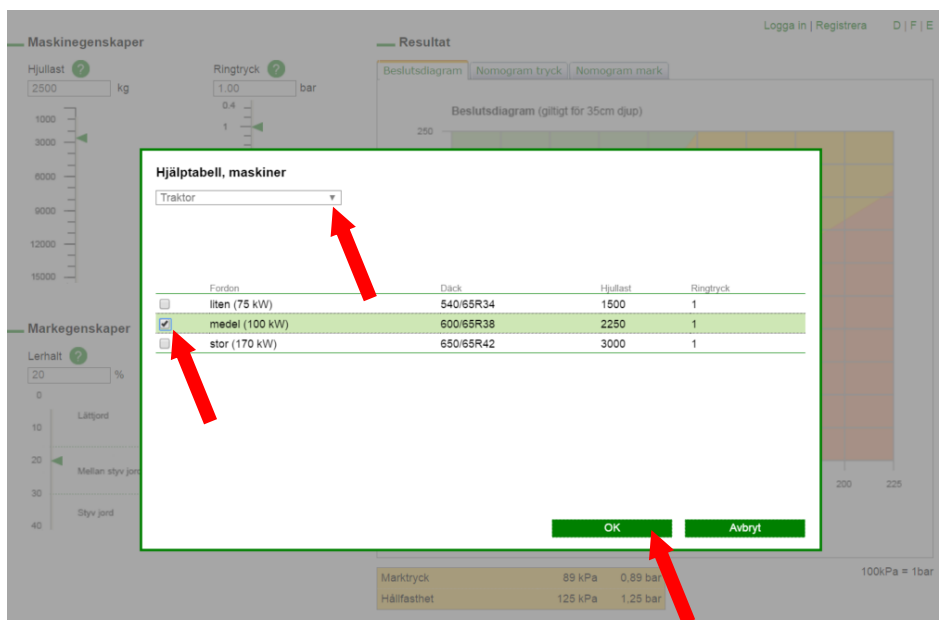 Logga in | Registrera D | F | E
Maskinegenskaper
Hjullast ?
2500 kg
Ringtryck ?
1.00 bar
1000
3000
6000
9000
12000
15000
0.4
1
Resultat
Beslutsdiagram Nomogram tryck Nomogram mark
Beslutsdiagram (giltigt för 35cm djup)
250
Hjälptabell, maskiner
Traktor
Fordon Däck Hjullast Ringtryck
liten (75 kW) 540/65R34 1500 1
medel (100 kW) 600/65R38 2250 1
stor (170 kW) 650/65R42 3000 1
OK Avbryt
Markegenskaper
Lerhalt ?
20 %
0
10 Lättjord
20
Mellan styv jord
30
Styv jord
40
200 225
100kPa = 1bar
Marktryck 89 kPa 0,89 bar
Hållfasthet 125 kPa 1,25 bar